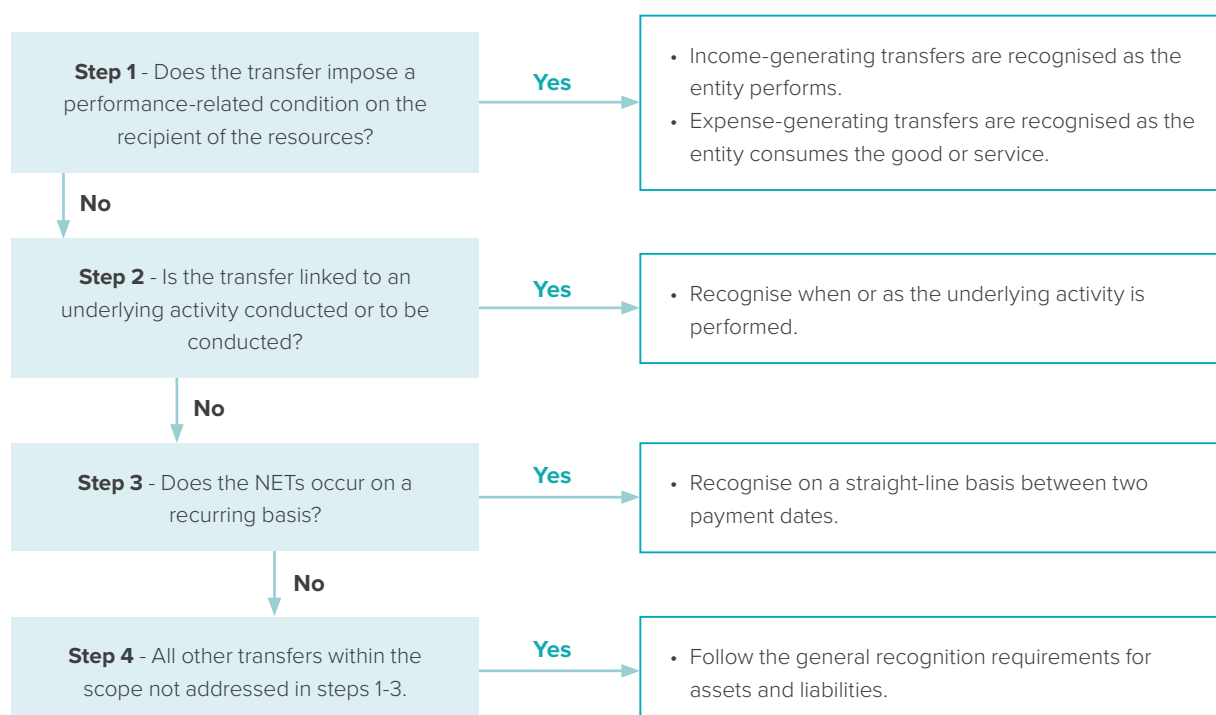 Step 1 - Does the transfer impose a
performance-related condition on the
recipient of the resources?
Yes
• Income-generating transfers are recognised as the
entity performs.
• Expense-generating transfers are recognised as the
entity consumes the good or service.
No
Step 2 - Is the transfer linked to an
underlying activity conducted or to be
conducted?
Yes
• Recognise when or as the underlying activity is
performed.
No
Step 3 - Does the NETs occur on a
recurring basis?
Yes
• Recognise on a straight-line basis between two
payment dates.
No
Step 4 - All other transfers within the
scope not addressed in steps 1-3.
Yes
• Follow the general recognition requirements for
assets and liabilities.